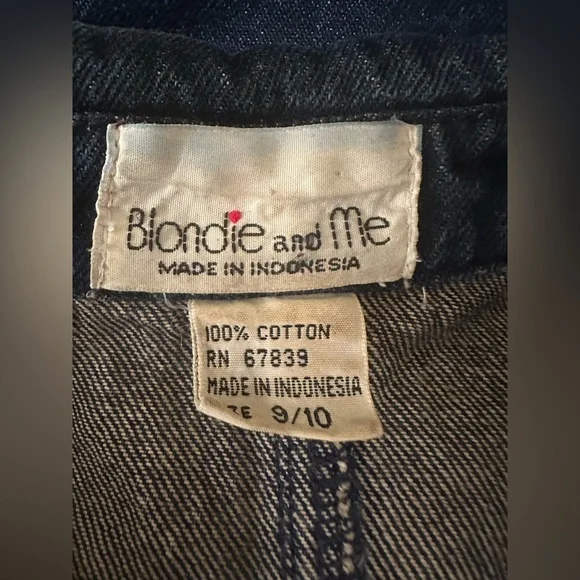 Blondie and Me
MADE IN INDONESIA
100% COTTON
RN 67839
MADE IN INDONESIA
9/10